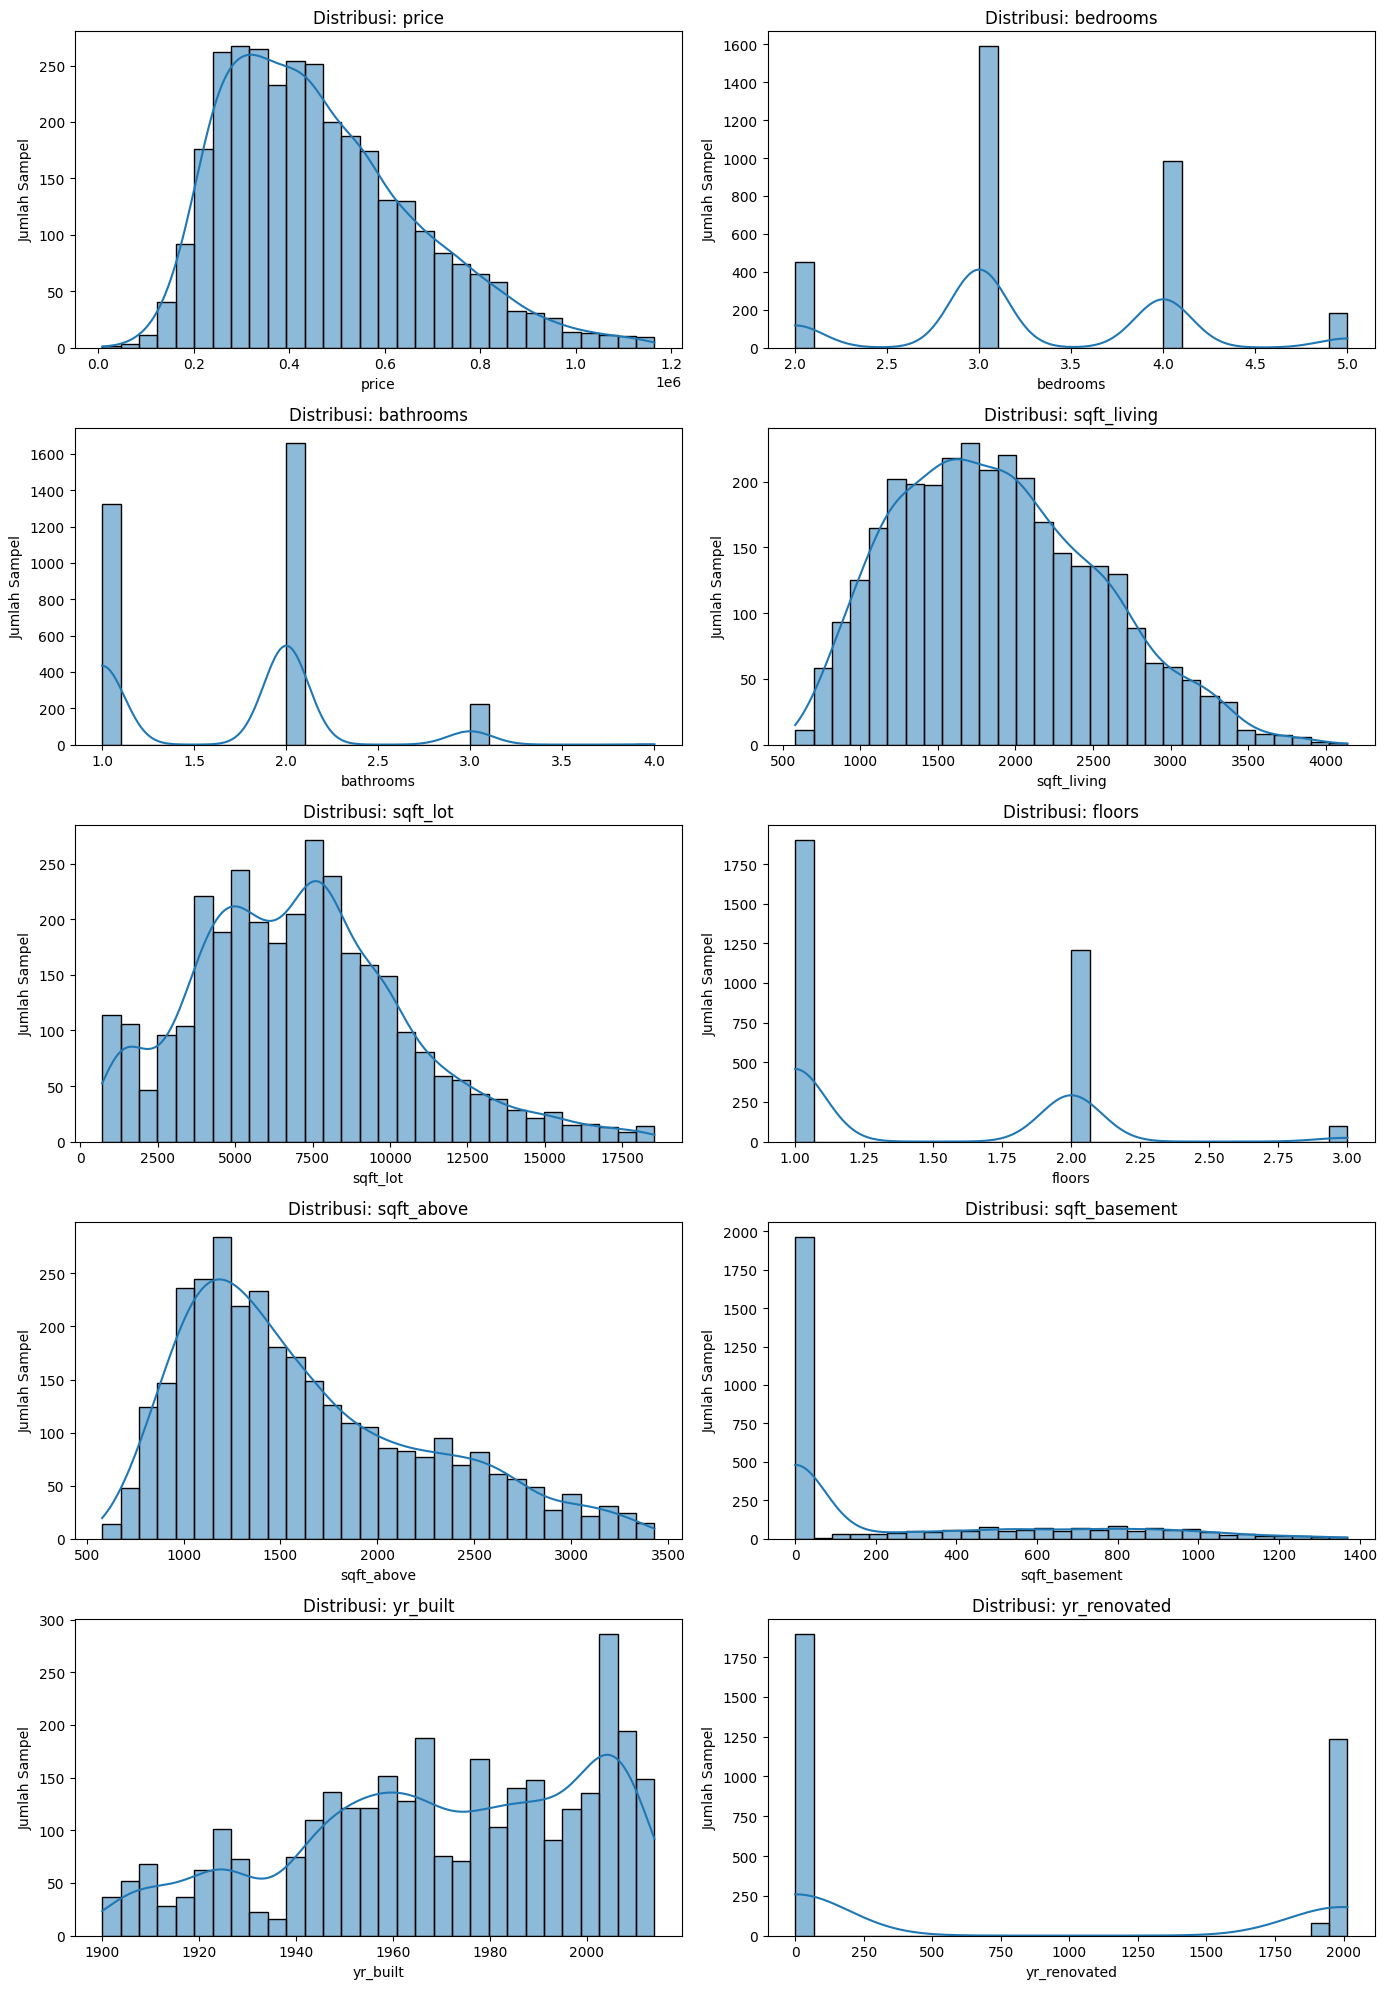 Distribusi: price
250
200
150
100
50
0
Jumlah Sampel
0.0 0.2 0.4 0.6 0.8 1.0 1.2
1e6
price
Distribusi: bedrooms
1600
1400
1200
1000
800
600
400
200
0
Jumlah Sampel
2.0 2.5 3.0 3.5 4.0 4.5 5.0
bedrooms
Distribusi: bathrooms
1600
1400
1200
1000
800
600
400
200
0
Jumlah Sampel
1.0 1.5 2.0 2.5 3.0 3.5 4.0
bathrooms
Distribusi: sqft_living
200
150
100
50
0
Jumlah Sampel
500 1000 1500 2000 2500 3000 3500 4000
sqft_living
Distribusi: sqft_lot
250
200
150
100
50
0
Jumlah Sampel
0 2500 5000 7500 10000 12500 15000 17500
sqft_lot
Distribusi: floors
1750
1500
1250
1000
750
500
250
0
Jumlah Sampel
1.00 1.25 1.50 1.75 2.00 2.25 2.50 2.75 3.00
floors
Distribusi: sqft_above
250
200
150
100
50
0
Jumlah Sampel
500 1000 1500 2000 2500 3000 3500
sqft_above
Distribusi: sqft_basement
2000
1750
1500
1250
1000
750
500
250
0
Jumlah Sampel
0 200 400 600 800 1000 1200 1400
sqft_basement
Distribusi: yr_built
300
250
200
150
100
50
0
Jumlah Sampel
1900 1920 1940 1960 1980 2000
yr_built
Distribusi: yr_renovated
1750
1500
1250
1000
750
500
250
0
Jumlah Sampel
0 250 500 750 1000 1250 1500 1750 2000
yr_renovated